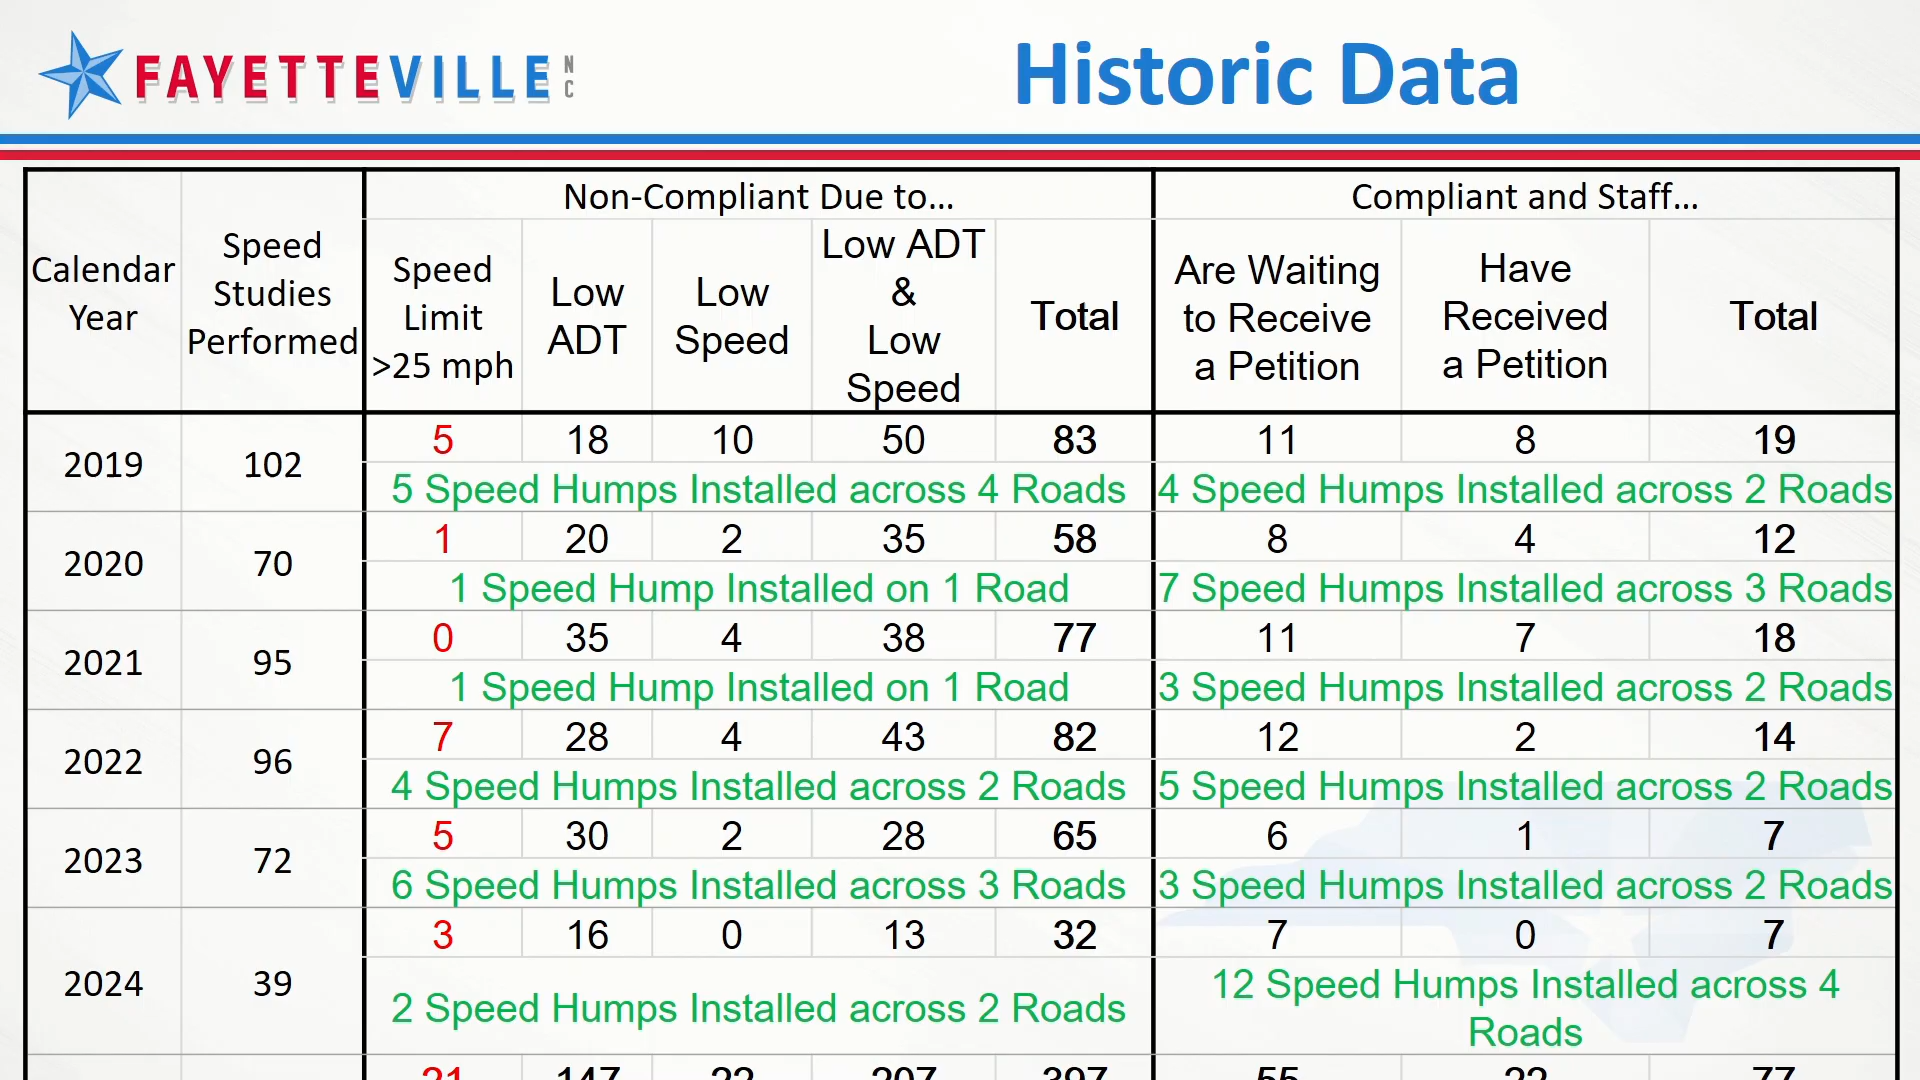 FAYETTEVILLE NC
Historic Data
Non-Compliant Due to...
Compliant and Staff...
Calendar
Year
Speed
Studies
Performed
Speed
Limit
>25 mph
Low
ADT
Low
Speed
Low ADT
&
Low
Speed
Total
Are Waiting
to Receive
a Petition
Have
Received
a Petition
Total
2019 102 5 18 10 50 83 11 8 19
5 Speed Humps Installed across 4 Roads 4 Speed Humps Installed across 2 Roads
2020 70 1 20 2 35 58 8 4 12
1 Speed Hump Installed on 1 Road 7 Speed Humps Installed across 3 Roads
2021 95 0 35 4 38 77 11 7 18
1 Speed Hump Installed on 1 Road 3 Speed Humps Installed across 2 Roads
2022 96 7 28 4 43 82 12 2 14
4 Speed Humps Installed across 2 Roads 5 Speed Humps Installed across 2 Roads
2023 72 5 30 2 28 65 6 1 7
6 Speed Humps Installed across 3 Roads 3 Speed Humps Installed across 2 Roads
2024 39 3 16 0 13 32 7 0 7
2 Speed Humps Installed across 2 Roads 12 Speed Humps Installed across 4
Roads
21 147 22 207 397 55 22 77